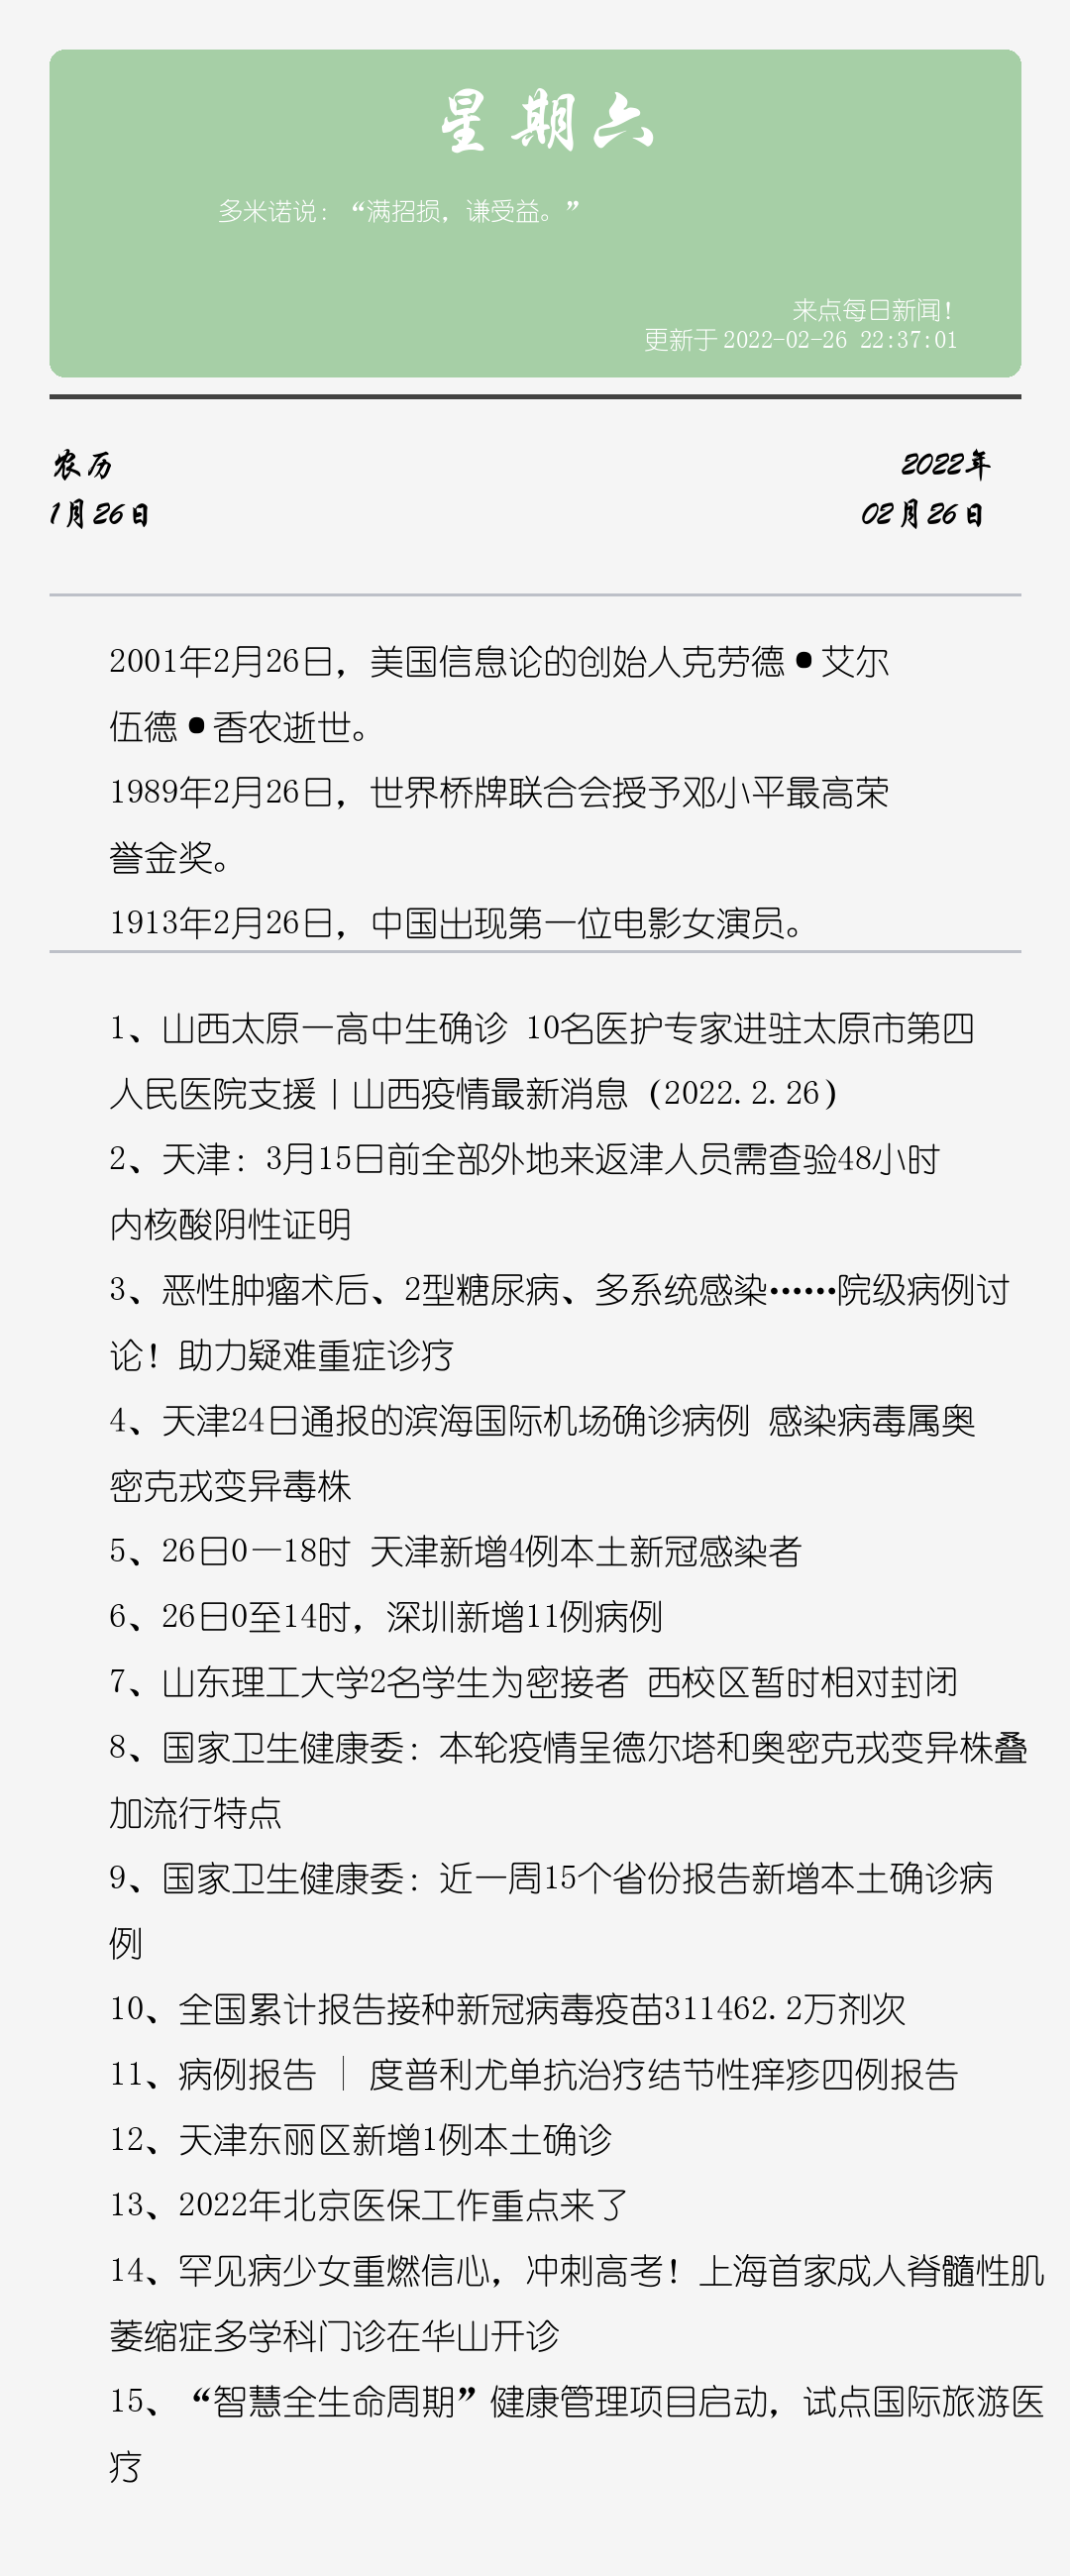 星期六
多米诺说：“满招损，谦受益。”
来点每日新闻！
更新于 2022-02-26 22:37:01
农历
2022年
1月26日
02月26日
2001年2月26日，美国信息论的创始人克劳德•艾尔
伍德•香农逝世。
1989年2月26日，世界桥牌联合会授予邓小平最高荣
誉金奖。
1913年2月26日，中国出现第一位电影女演员。
1、山西太原一高中生确诊 10名医护专家进驻太原市第四
人民医院支援丨山西疫情最新消息（2022.2.26）
2、天津：3月15日前全部外地来返津人员需查验48小时
内核酸阴性证明
3、恶性肿瘤术后、2型糖尿病、多系统感染……院级病例讨
论！助力疑难重症诊疗
4、天津24日通报的滨海国际机场确诊病例 感染病毒属奥
密克戎变异毒株
5、26日0—18时 天津新增4例本土新冠感染者
6、26日0至14时，深圳新增11例病例
7、山东理工大学2名学生为密接者 西校区暂时相对封闭
8、国家卫生健康委：本轮疫情呈德尔塔和奥密克戎变异株叠
加流行特点
9、国家卫生健康委：近一周15个省份报告新增本土确诊病
例
10、全国累计报告接种新冠病毒疫苗311462.2万剂次
11、病例报告 │ 度普利尤单抗治疗结节性痒疹四例报告
12、天津东丽区新增1例本土确诊
13、2022年北京医保工作重点来了
14、罕见病少女重燃信心，冲刺高考！上海首家成人脊髓性肌
萎缩症多学科门诊在华山开诊
15、“智慧全生命周期”健康管理项目启动，试点国际旅游医
疗